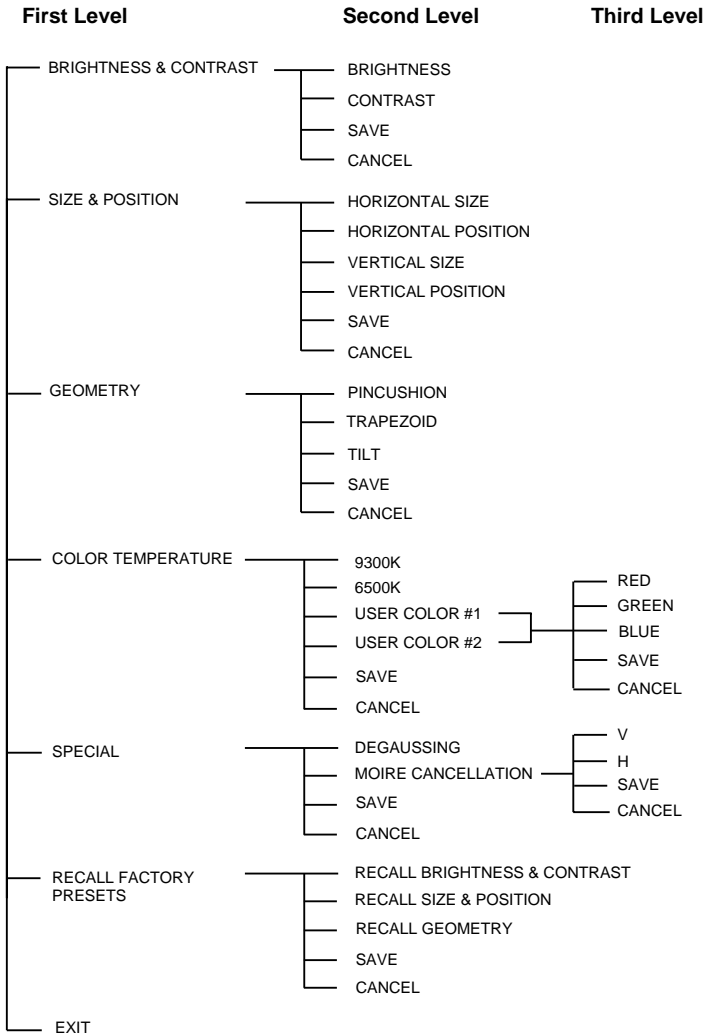 First Level Second Level Third Level
BRIGHTNESS & CONTRAST BRIGHTNESS
CONTRAST
SAVE
CANCEL
SIZE & POSITION HORIZONTAL SIZE
HORIZONTAL POSITION
VERTICAL SIZE
VERTICAL POSITION
SAVE
CANCEL
GEOMETRY PINCUSHION
TRAPEZOID
TILT
SAVE
CANCEL
COLOR TEMPERATURE 9300K
6500K
USER COLOR #1
USER COLOR #2
SAVE
CANCEL
RED
GREEN
BLUE
SAVE
CANCEL
SPECIAL DEGAUSSING
MOIRE CANCELLATION
SAVE
CANCEL
V
H
SAVE
CANCEL
RECALL FACTORY
PRESETS
RECALL BRIGHTNESS & CONTRAST
RECALL SIZE & POSITION
RECALL GEOMETRY
SAVE
CANCEL
EXIT